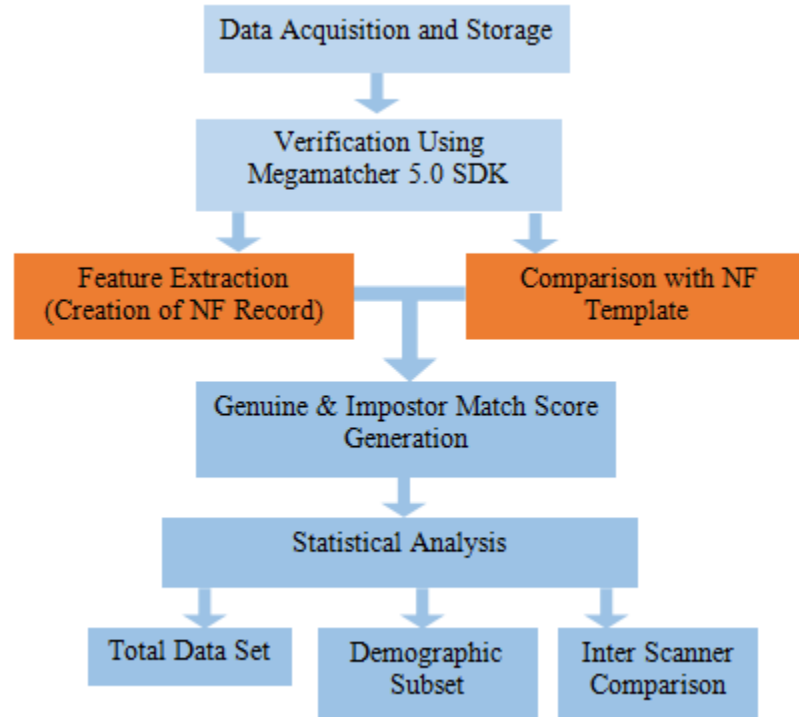 Data Acquisition and Storage
Verification Using
Megamatcher 5.0 SDK
Feature Extraction
(Creation of NF Record)
Comparison with NF
Template
Genuine & Impostor Match Score
Generation
Statistical Analysis
Total Data Set
Demographic
Subset
Inter Scanner
Comparison